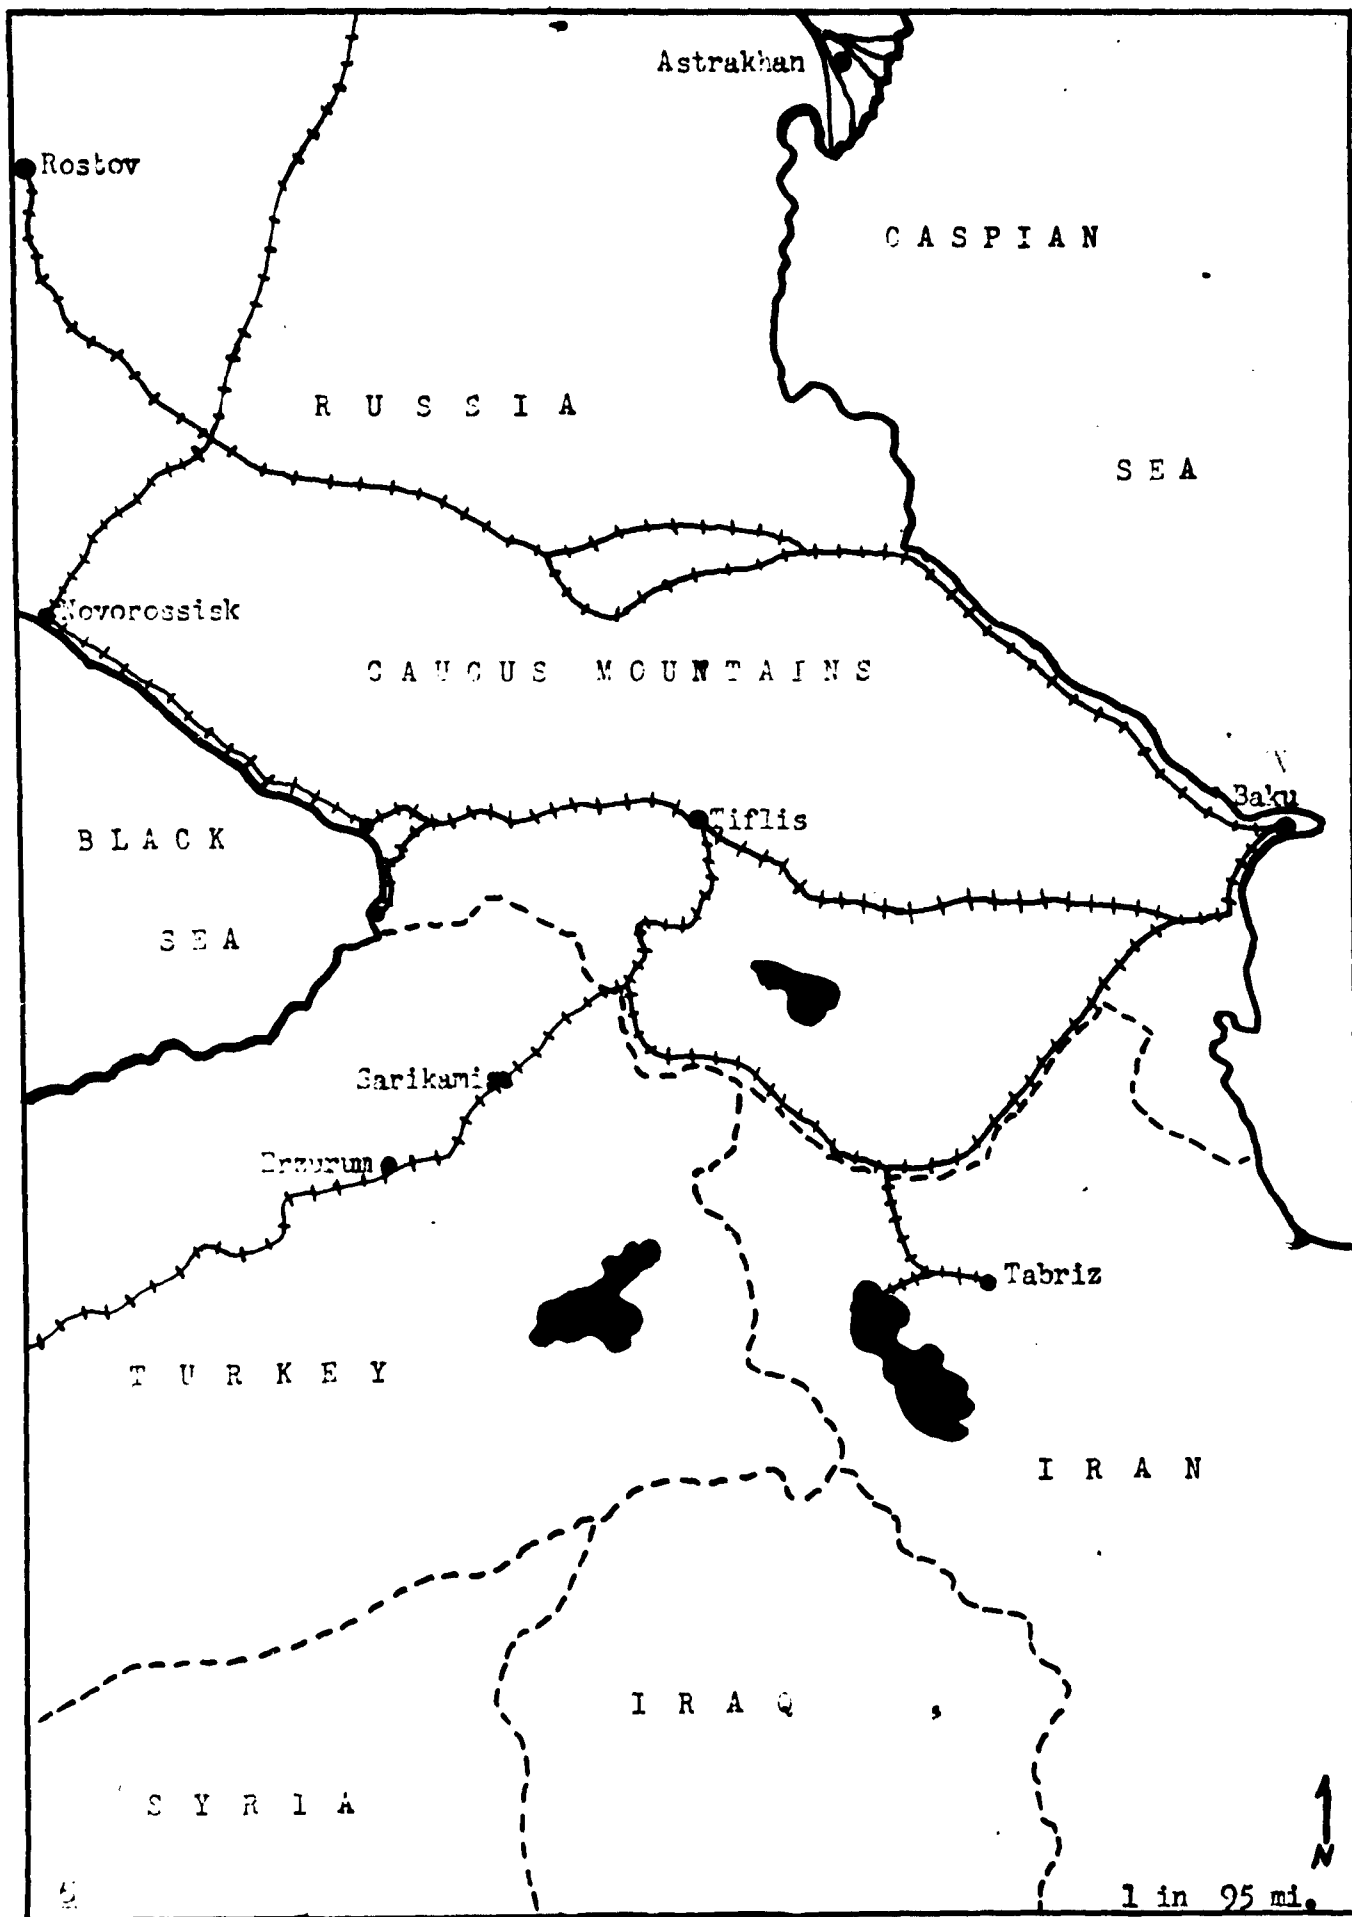 Astrakhan
Rostov
CASPIAN
RUSSIA
SEA
Novorossisk
CAUCUS MOUNTAINS
Baku
Tiflis
BLACK
SEA
Sarikamis
Erzurum
Tabriz
TURKEY
IRAN
IRAQ
SYRIA
N
1 in 95 mi.